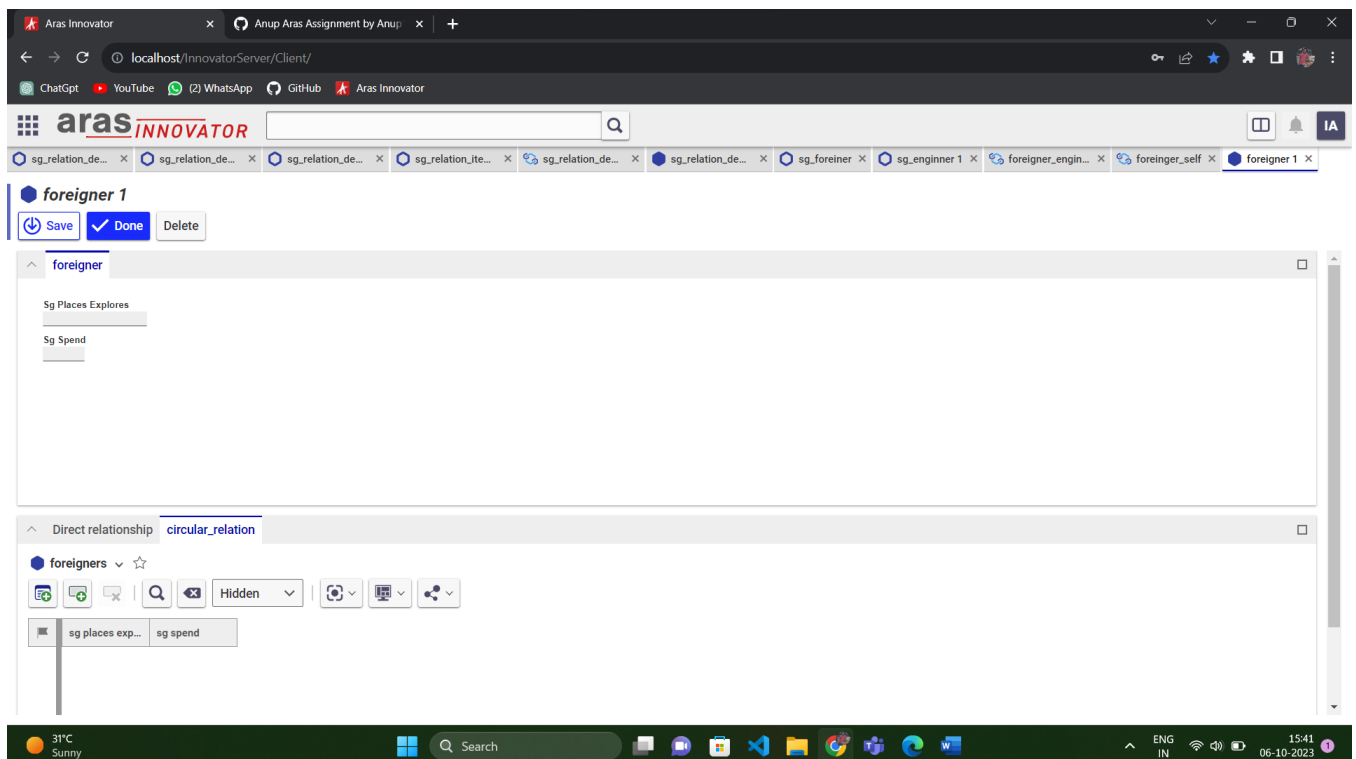 Aras Innovator
Anup Aras Assignment by Anup
localhost/InnovatorServer/Client/
ChatGpt YouTube (2) WhatsApp GitHub Aras Innovator
aras INNOVATOR IA
sg_relation_de... sg_relation_de... sg_relation_de... sg_relation_ite... sg_relation_de... sg_relation_de... sg_foreiner sg_enginner 1 foreigner_engin... foreinger_self foreigner 1
foreigner 1
Save Done Delete
foreigner
Sg Places Explores
Sg Spend
Direct relationship circular_relation
foreigners
Hidden
sg places exp... sg spend
31°C
Sunny
Search
ENG
IN
15:41
06-10-2023
1